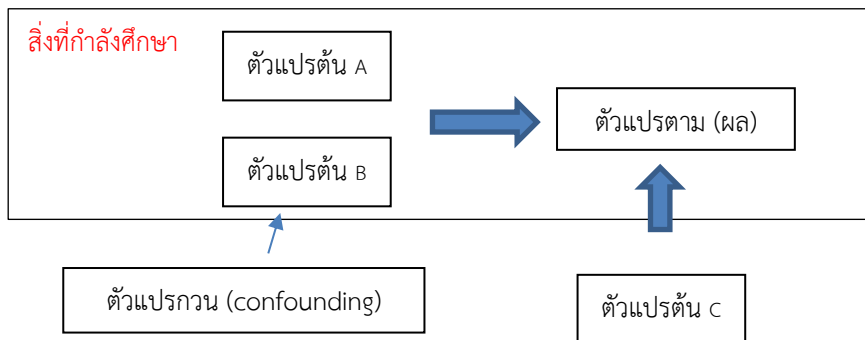 สิ่งที่กำลังศึกษา
ตัวแปรต้น A
ตัวแปรตาม (ผล)
ตัวแปรต้น B
ตัวแปรกวน (confounding)
ตัวแปรต้น C